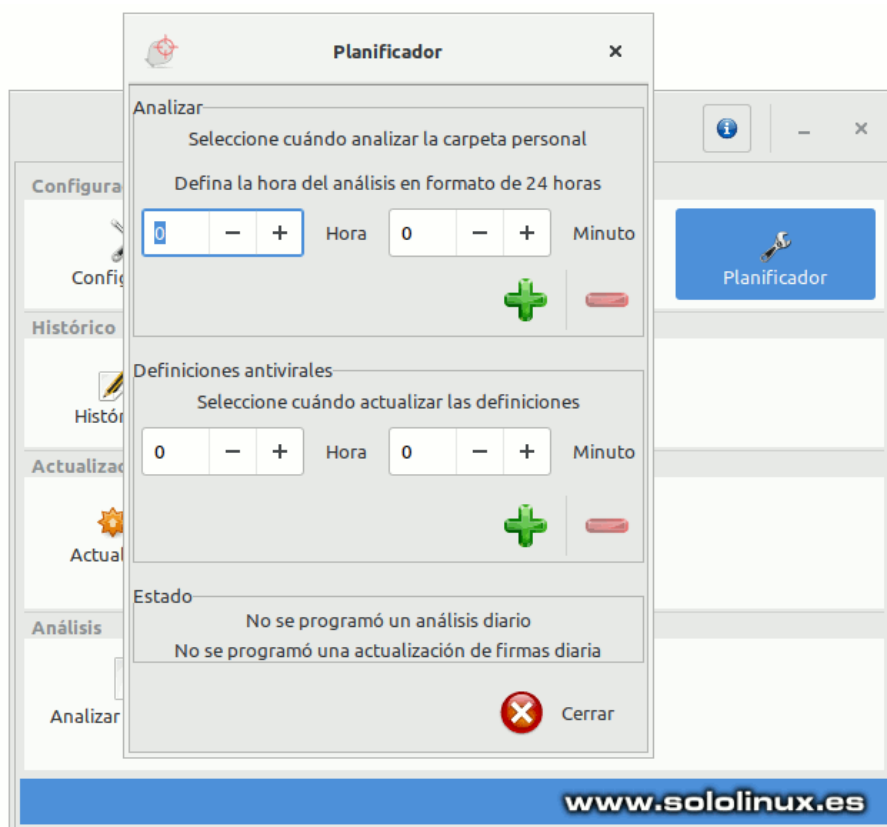 Planificador
Analizar
Seleccione cuándo analizar la carpeta personal
Defina la hora del análisis en formato de 24 horas
0 Hora 0 Minuto
Definiciones antivirales
Seleccione cuándo actualizar las definiciones
0 Hora 0 Minuto
Estado
No se programó un análisis diario
No se programó una actualización de firmas diaria
Cerrar
Configura
Config
Planificador
Histórico
Histór
Actualizac
Actual
Análisis
Analizar
www.sololinux.es